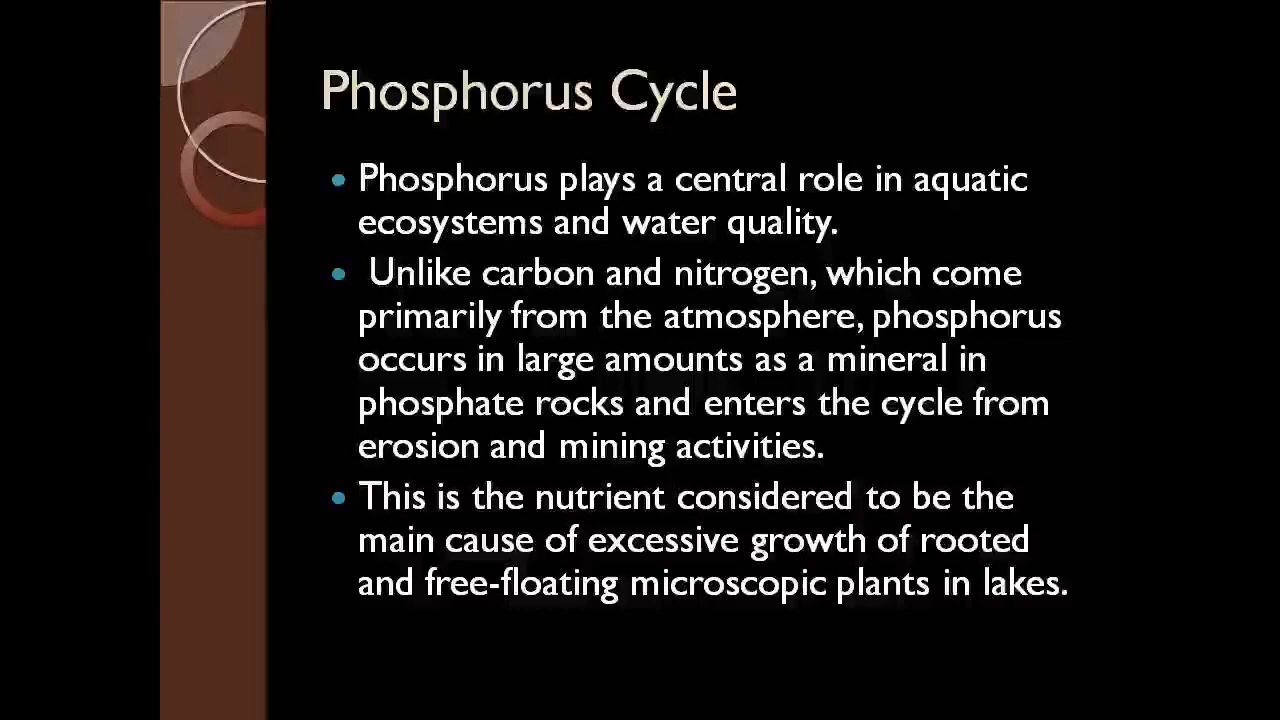 Phosphorus Cycle
• Phosphorus plays a central role in aquatic
ecosystems and water quality.
• Unlike carbon and nitrogen, which come
primarily from the atmosphere, phosphorus
occurs in large amounts as a mineral in
phosphate rocks and enters the cycle from
erosion and mining activities.
• This is the nutrient considered to be the
main cause of excessive growth of rooted
and free-floating microscopic plants in lakes.